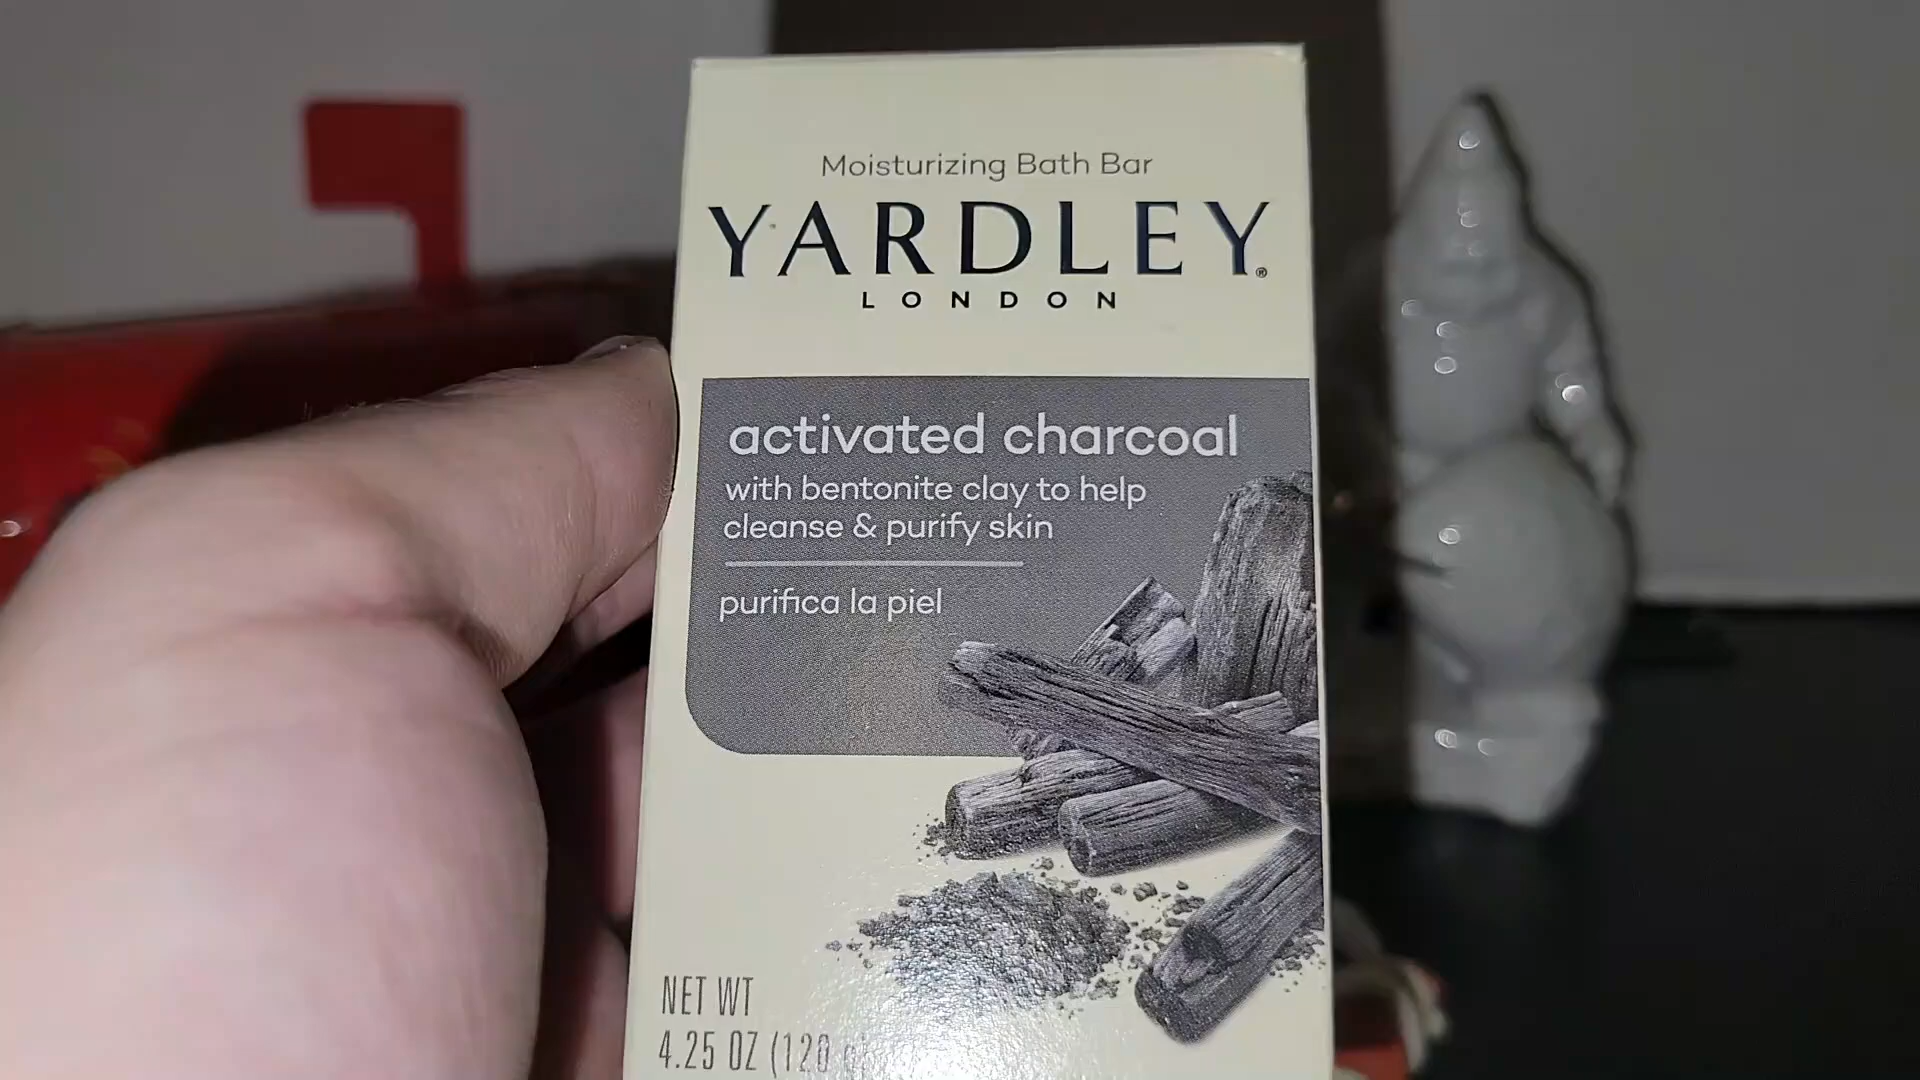 Moisturizing Bath Bar
YARDLEY®
LONDON
activated charcoal
with bentonite clay to help
cleanse & purify skin
purifica la piel
NET WT
4.25 OZ (120 g)